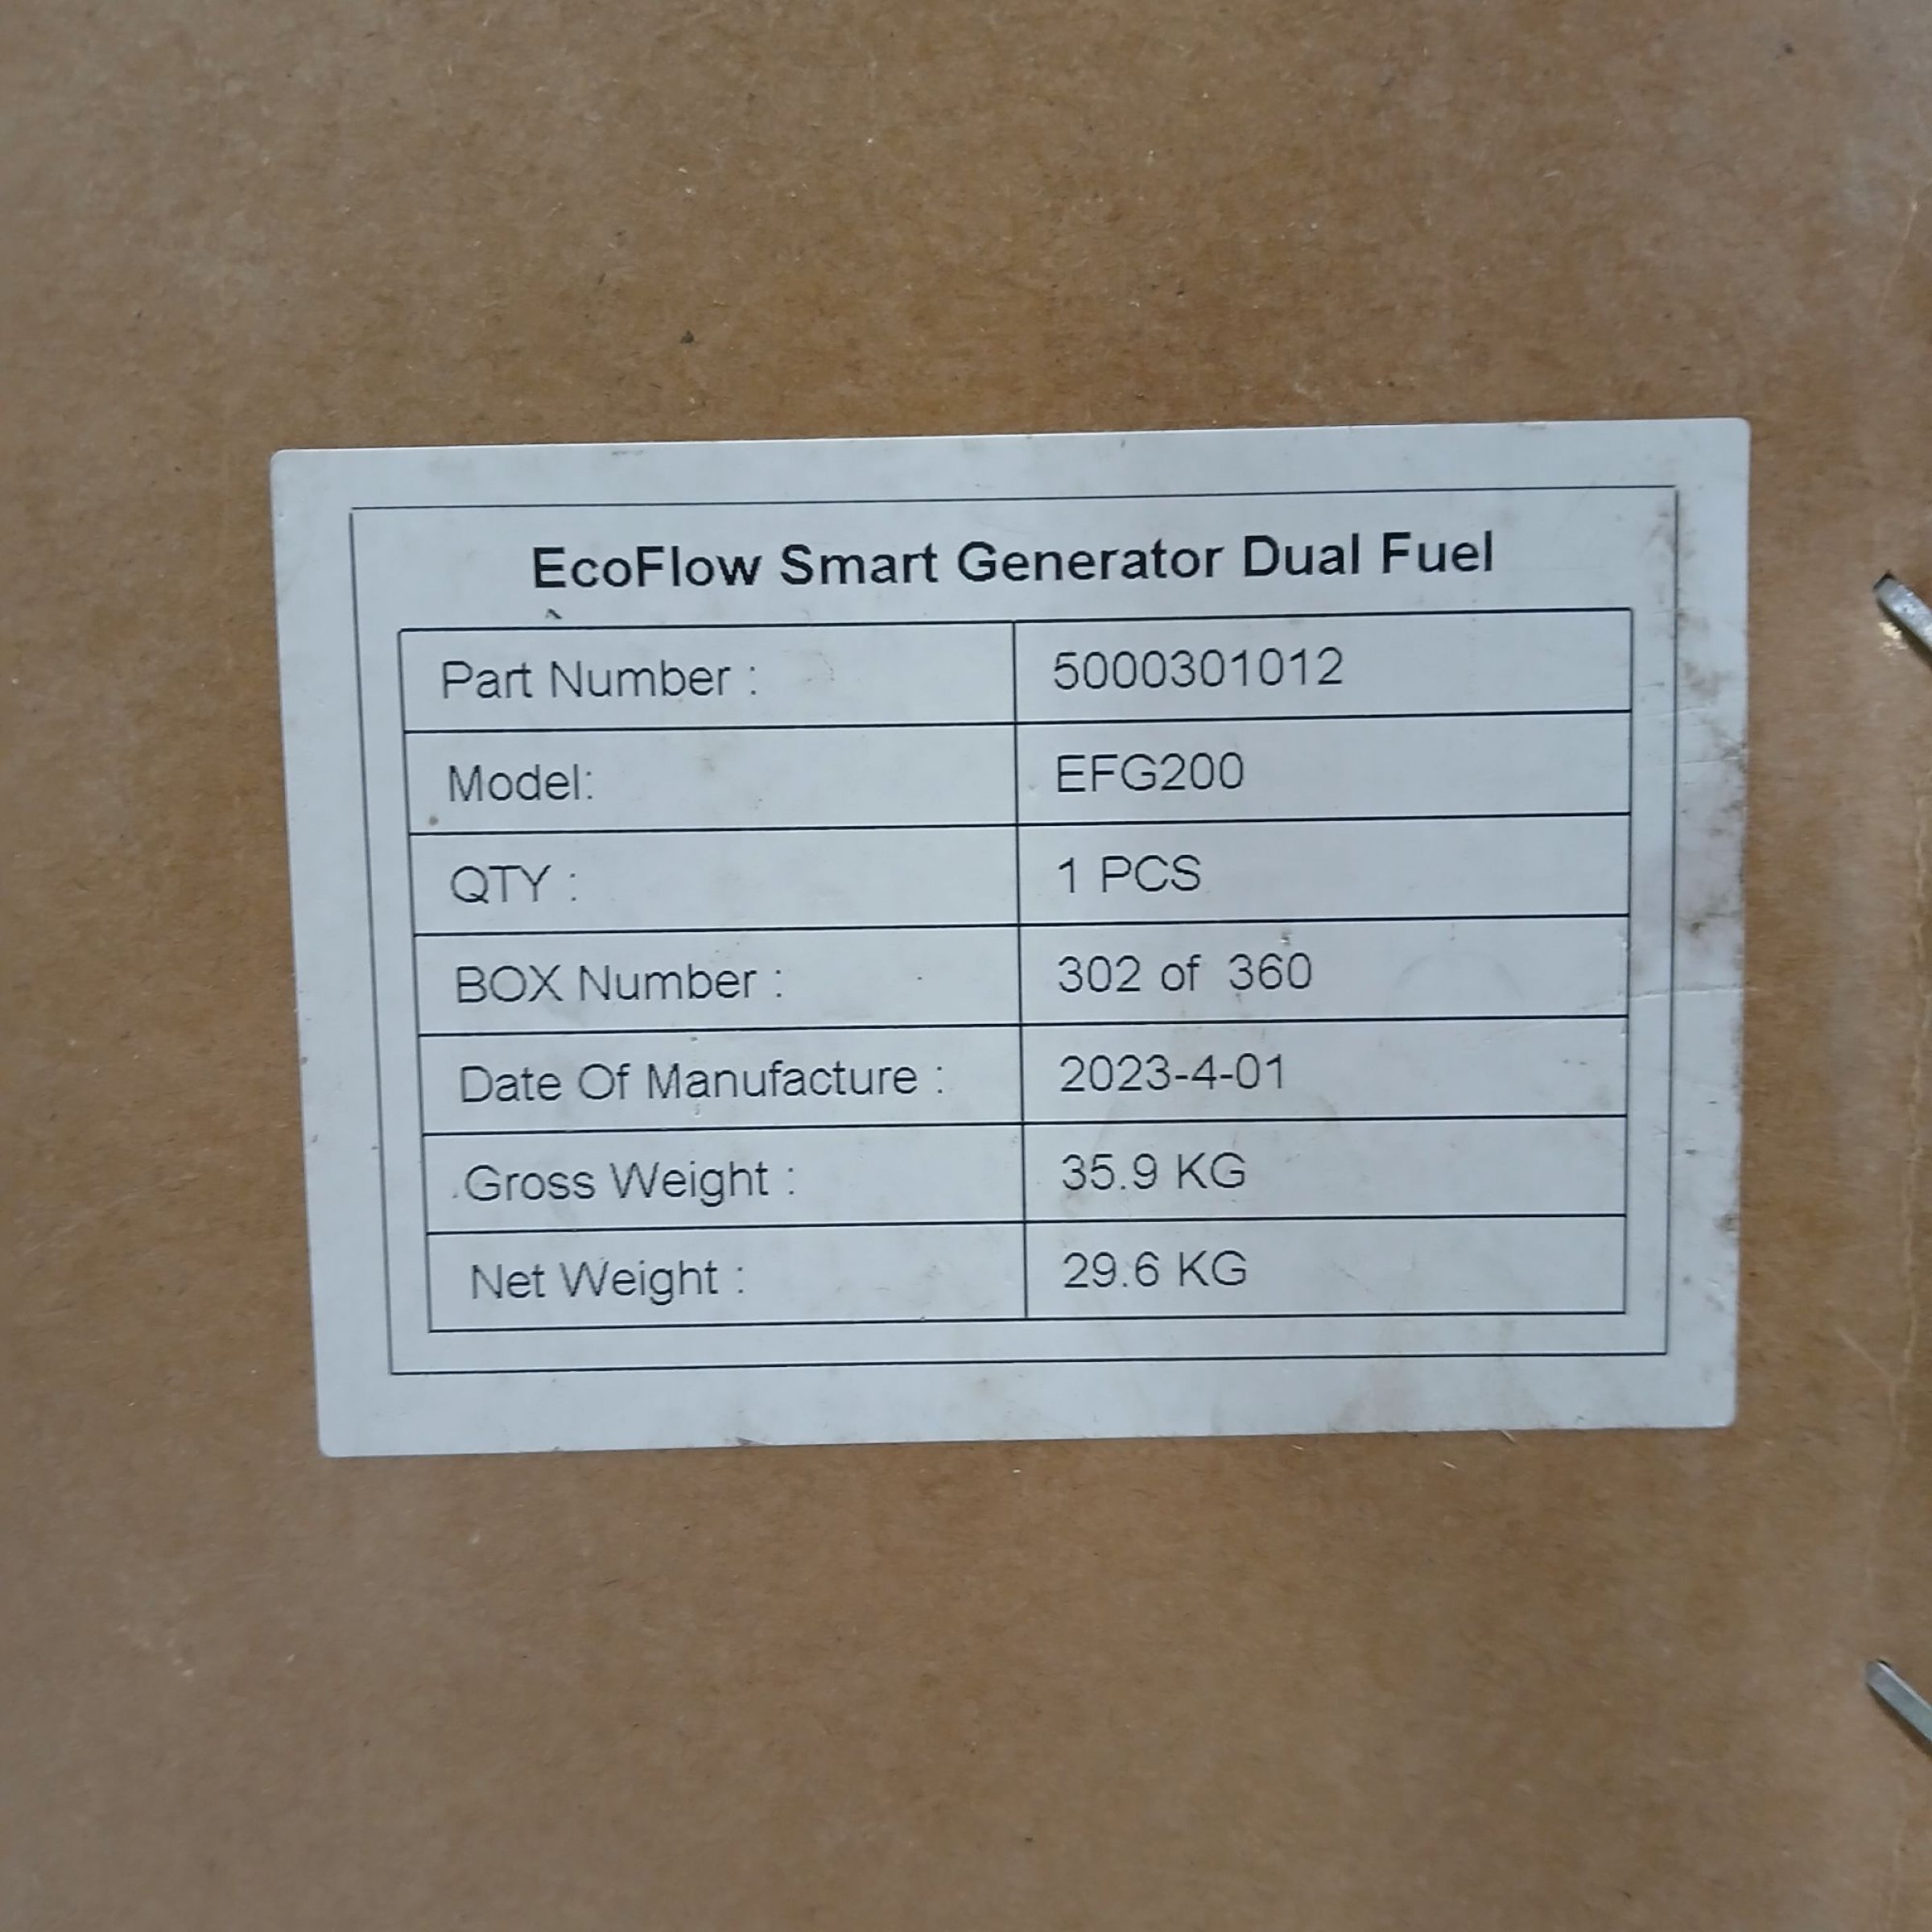 EcoFlow Smart Generator Dual Fuel
Part Number : 5000301012
Model: EFG200
QTY : 1 PCS
BOX Number : 302 of 360
Date Of Manufacture : 2023-4-01
Gross Weight : 35.9 KG
Net Weight : 29.6 KG